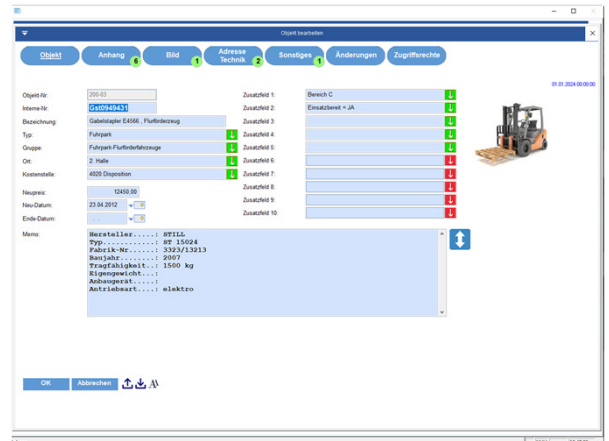 Objekt bearbeiten
Objekt
Anhang 6
Bild 1
Adresse Technik 2
Sonstiges 1
Änderungen
Zugriffsrechte
01.01.2024 00:00:00
Objekt-Nr: 200-03
Interne-Nr: Gst0949431
Bezeichnung: Gabelstapler E4566 , Flurförderzeug
Typ: Fuhrpark
Gruppe: Fuhrpark-Flurförderfahrzeuge
Ort: 2. Halle
Kostenstelle: 4020 Disposition
Neupreis: 12450,00
Neu-Datum: 23.04.2012
Ende-Datum: . .
Zusatzfeld 1: Bereich C
Zusatzfeld 2: Einsatzbereit = JA
Zusatzfeld 3:
Zusatzfeld 4:
Zusatzfeld 5:
Zusatzfeld 6:
Zusatzfeld 7:
Zusatzfeld 8:
Zusatzfeld 9:
Zusatzfeld 10:
Memo:
Hersteller.....: STILL
Typ............: ST 15024
Fabrik-Nr......: 3323/13213
Baujahr........: 2007
Tragfähigkeit..: 1500 kg
Eigengewicht...:
Anbaugerät.....:
Antriebsart....: elektro
OK
Abbrechen